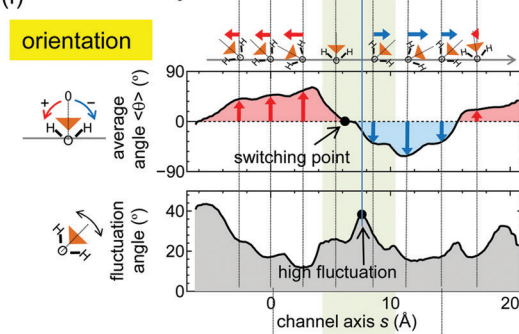 orientation
0
+
−
H
H
O
average
angle <θ> (°)
90
0
−90
switching point
fluctuation
angle (°)
40
20
0
high fluctuation
0
10
20
channel axis s (Å)